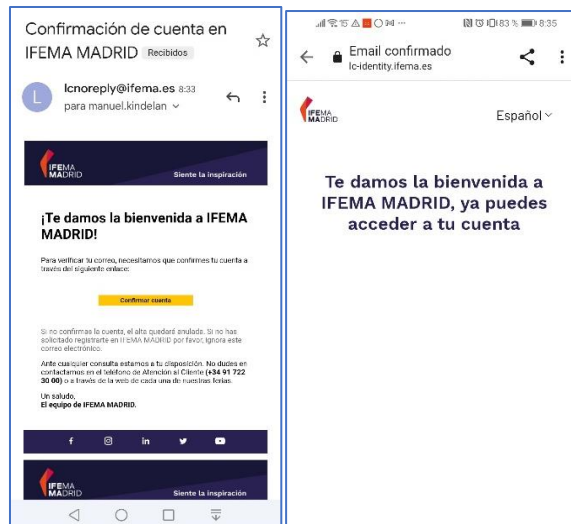 Confirmación de cuenta en
IFEMA MADRID Recibidos
L
lcnoreply@ifema.es 8:33
para manuel.kindelan
IFEMA
MADRID
Siente la inspiración
¡Te damos la bienvenida a IFEMA
MADRID!
Para verificar tu correo, necesitamos que confirmes tu cuenta a
través del siguiente enlace:
Confirmar cuenta
Si no confirmas la cuenta, el alta quedará anulada. Si no has
solicitado registrarte en IFEMA MADRID por favor, ignora este
correo electrónico.
Ante cualquier consulta estamos a tu disposición. No dudes en
contactarnos en el teléfono de Atención al Cliente (+34 91 722
30 00) o a través de la web de cada una de nuestras ferias.
Un saludo,
El equipo de IFEMA MADRID.
IFEMA
MADRID
Siente la inspiración
83 % 8:35
Email confirmado
lc-identity.ifema.es
IFEMA
MADRID
Español
Te damos la bienvenida a
IFEMA MADRID, ya puedes
acceder a tu cuenta